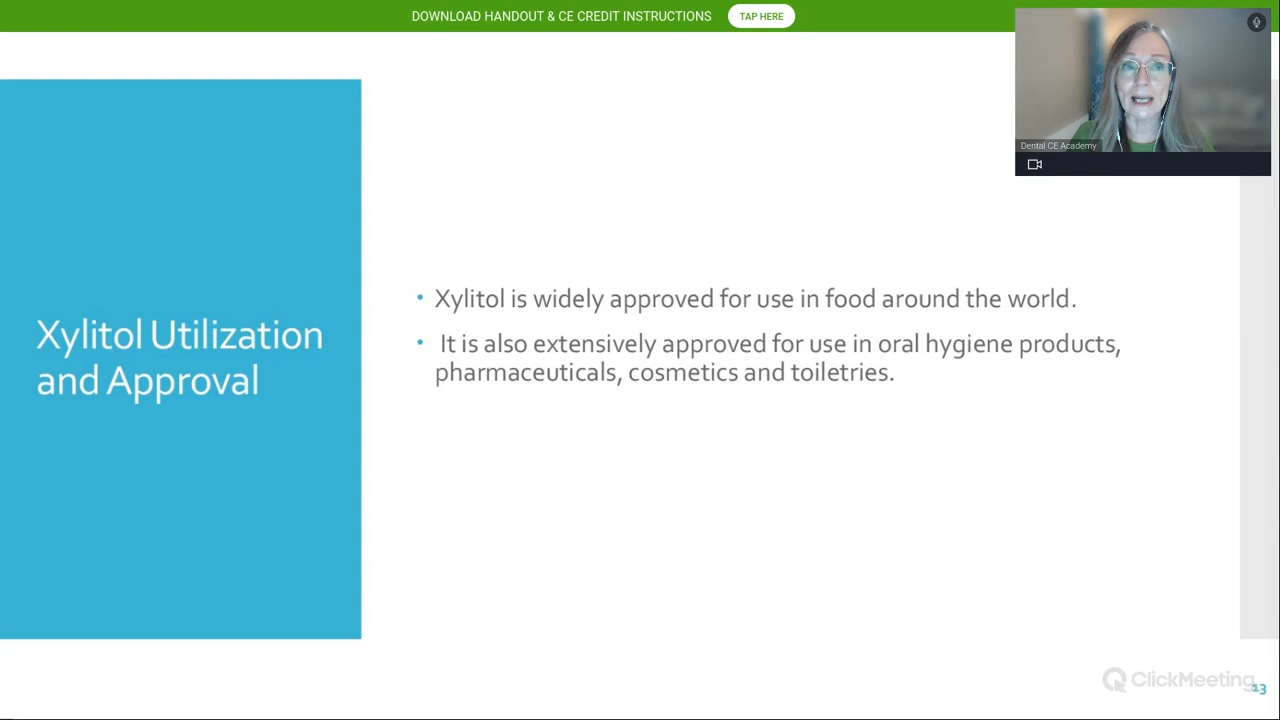 DOWNLOAD HANDOUT & CE CREDIT INSTRUCTIONS TAP HERE
Dental CE Academy
Xylitol Utilization
and Approval
• Xylitol is widely approved for use in food around the world.
• It is also extensively approved for use in oral hygiene products,
pharmaceuticals, cosmetics and toiletries.
ClickMeeting
13